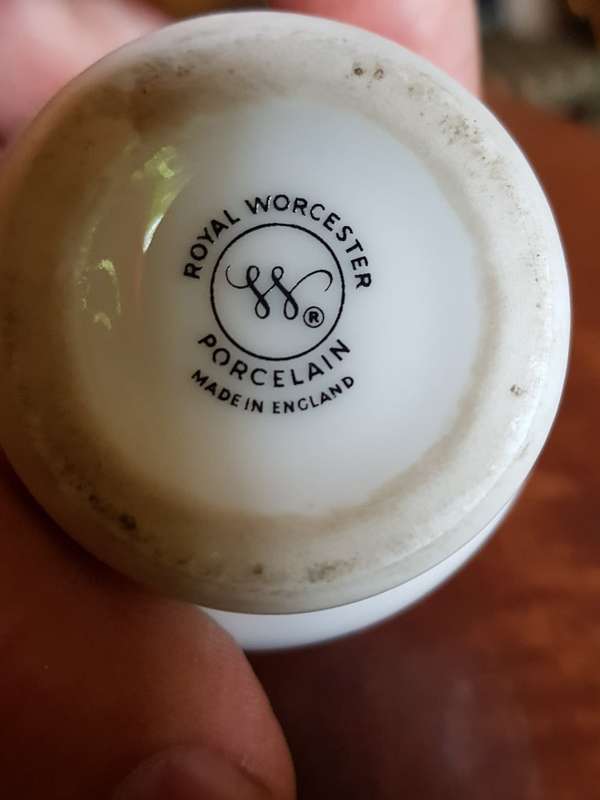 ROYAL WORCESTER
W®
PORCELAIN
MADE IN ENGLAND